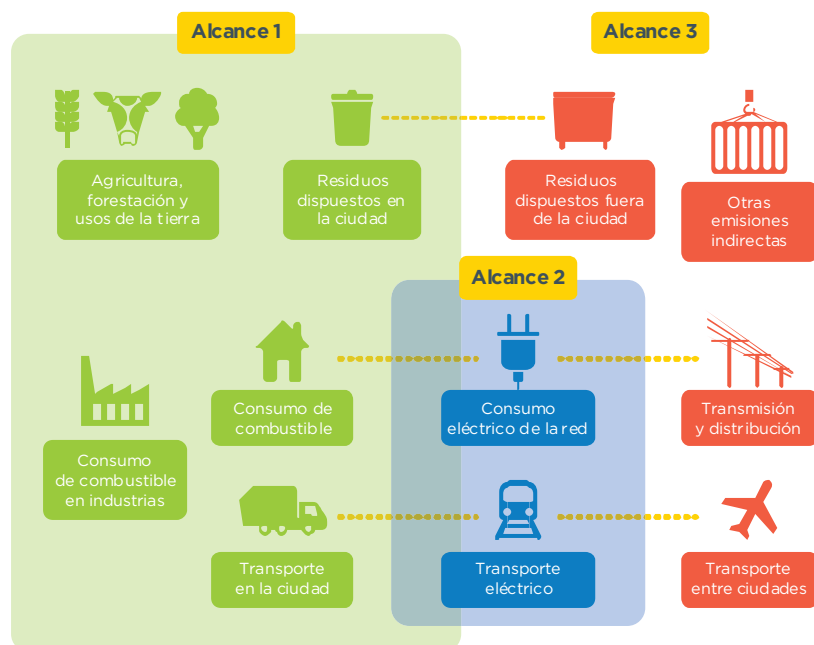 Alcance 1
Alcance 3
Agricultura,
forestación y
usos de la tierra
Residuos
dispuestos en
la ciudad
Residuos
dispuestos fuera
de la ciudad
Otras
emisiones
indirectas
Alcance 2
Consumo de
combustible
Consumo
eléctrico de la red
Transmisión
y distribución
Consumo
de combustible
en industrias
Transporte
en la ciudad
Transporte
eléctrico
Transporte
entre ciudades